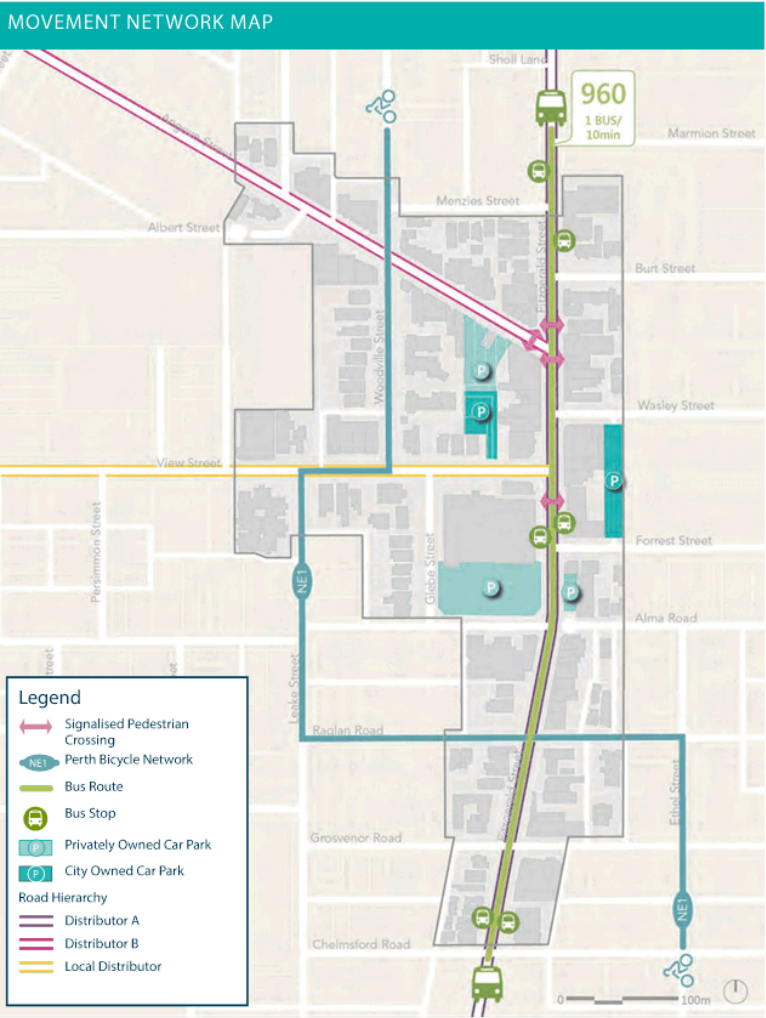 MOVEMENT NETWORK MAP
Sholl Lane
960
1 BUS/
10min
Marmion Street
Angove Street
Menzies Street
Albert Street
Fitzgerald Street
Burt Street
Woodville Street
P
P
Wasley Street
View Street
P
Persimmon Street
Glebe Street
Forrest Street
NE1
P
P
Alma Road
Leake Street
Raglan Road
Fitzgerald Street
Ethel Street
Grosvenor Road
NE1
Chelmsford Road
0
100m
Legend
Signalised Pedestrian
Crossing
NE1 Perth Bicycle Network
Bus Route
Bus Stop
P Privately Owned Car Park
P City Owned Car Park
Road Hierarchy
Distributor A
Distributor B
Local Distributor